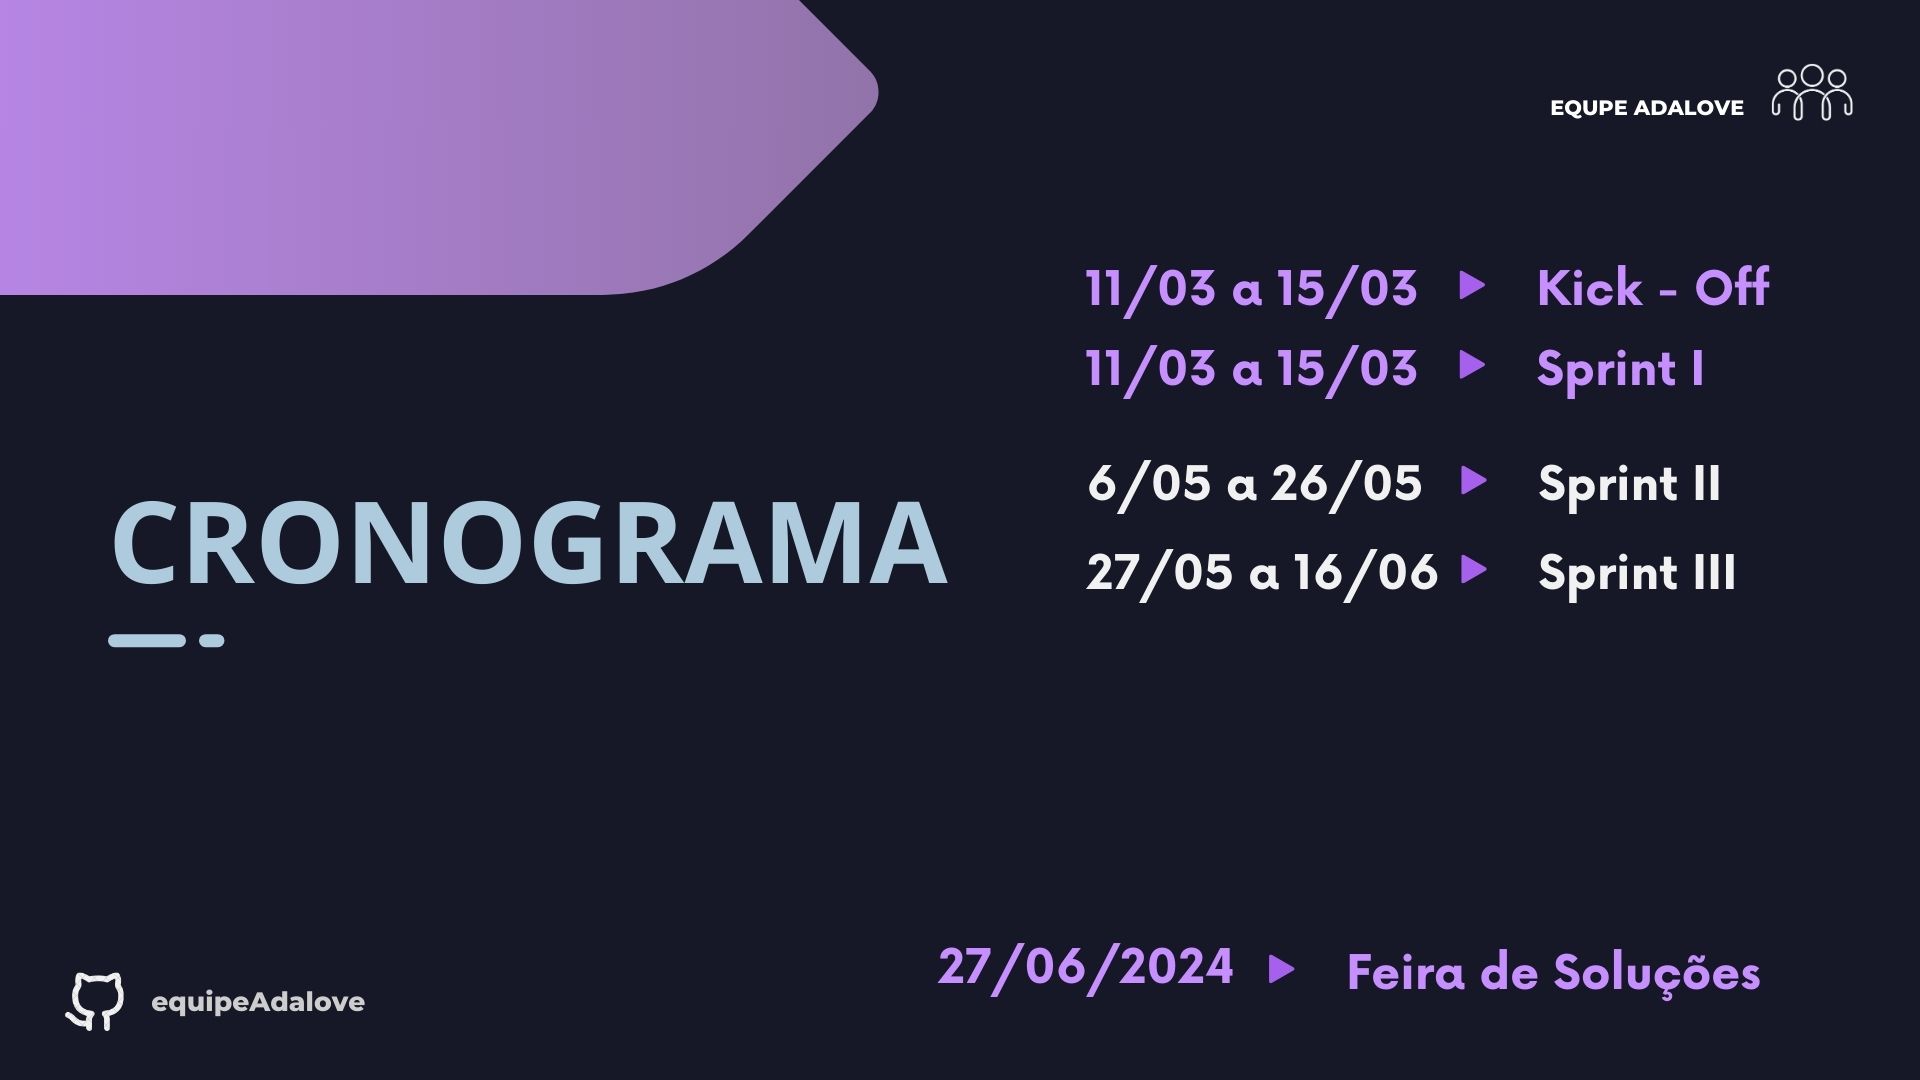 EQUPE ADALOVE
11/03 a 15/03 Kick - Off
11/03 a 15/03 Sprint I
6/05 a 26/05 Sprint II
27/05 a 16/06 Sprint III
CRONOGRAMA
27/06/2024 Feira de Soluções
equipeAdalove